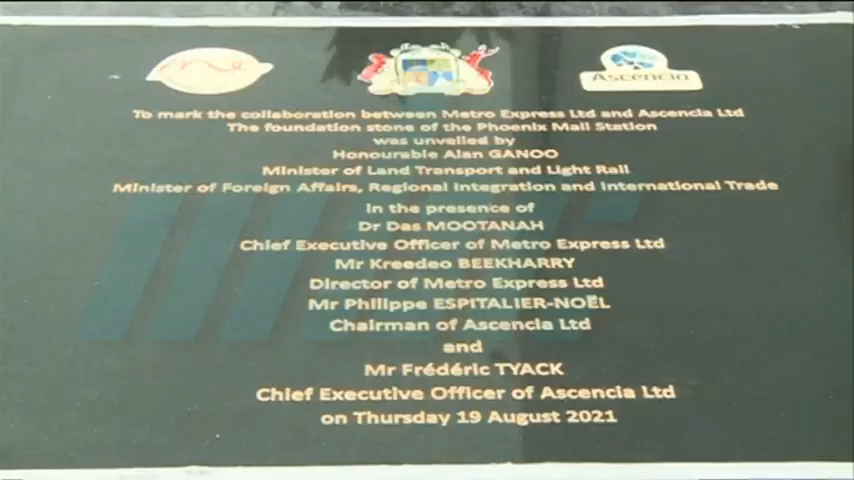 me
Ascencia
To mark the collaboration between Metro Express Ltd and Ascencia Ltd
The foundation stone of the Phoenix Mall Station
was unveiled by
Honourable Alan GANOO
Minister of Land Transport and Light Rail
Minister of Foreign Affairs, Regional Integration and International Trade
In the presence of
Dr Das MOOTANAH
Chief Executive Officer of Metro Express Ltd
Mr Kreedeo BEEKHARRY
Director of Metro Express Ltd
Mr Philippe ESPITALIER-NOËL
Chairman of Ascencia Ltd
and
Mr Frédéric TYACK
Chief Executive Officer of Ascencia Ltd
on Thursday 19 August 2021